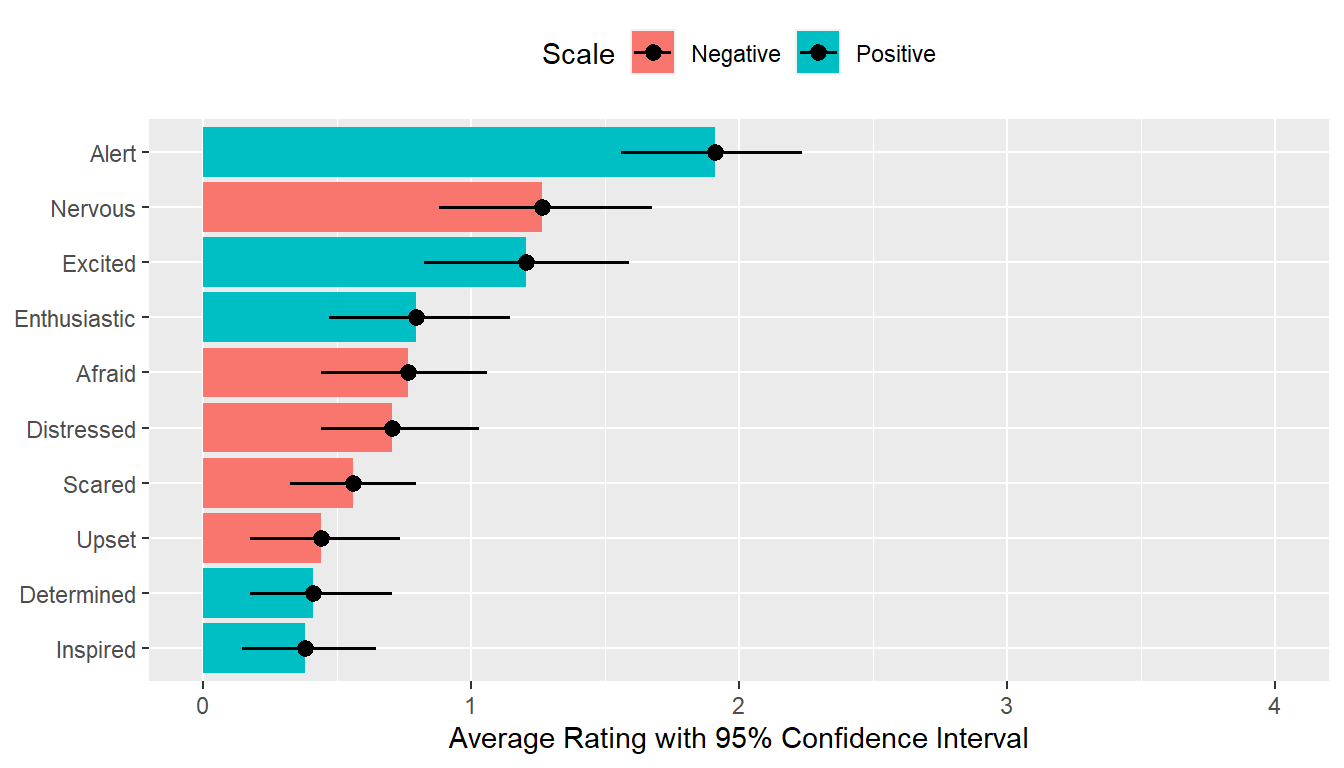 Scale Negative Positive
Alert
Nervous
Excited
Enthusiastic
Afraid
Distressed
Scared
Upset
Determined
Inspired
0 1 2 3 4
Average Rating with 95% Confidence Interval